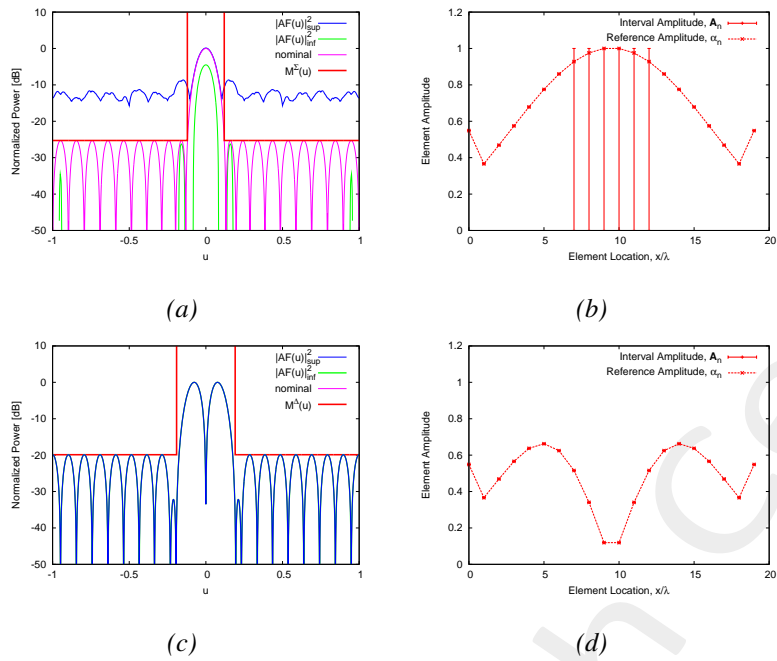 |AF(u)|²sup
|AF(u)|²inf
nominal
M^Σ(u)
Normalized Power [dB]
10
0
-10
-20
-30
-40
-50
-1
-0.5
0
0.5
1
u
(a)
Interval Amplitude, Aₙ
Reference Amplitude, αₙ
Element Amplitude
1.2
1
0.8
0.6
0.4
0.2
0
0
5
10
15
20
Element Location, x/λ
(b)
|AF(u)|²sup
|AF(u)|²inf
nominal
M^Δ(u)
Normalized Power [dB]
10
0
-10
-20
-30
-40
-50
-1
-0.5
0
0.5
1
u
(c)
Interval Amplitude, Aₙ
Reference Amplitude, αₙ
Element Amplitude
1.2
1
0.8
0.6
0.4
0.2
0
0
5
10
15
20
Element Location, x/λ
(d)